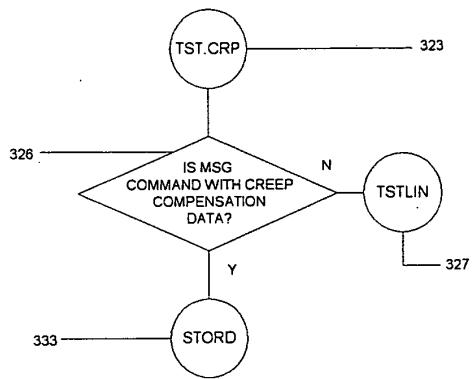 TST.CRP
323
326
IS MSG
COMMAND WITH CREEP
COMPENSATION
DATA?
N
TSTLIN
327
Y
STORD
333